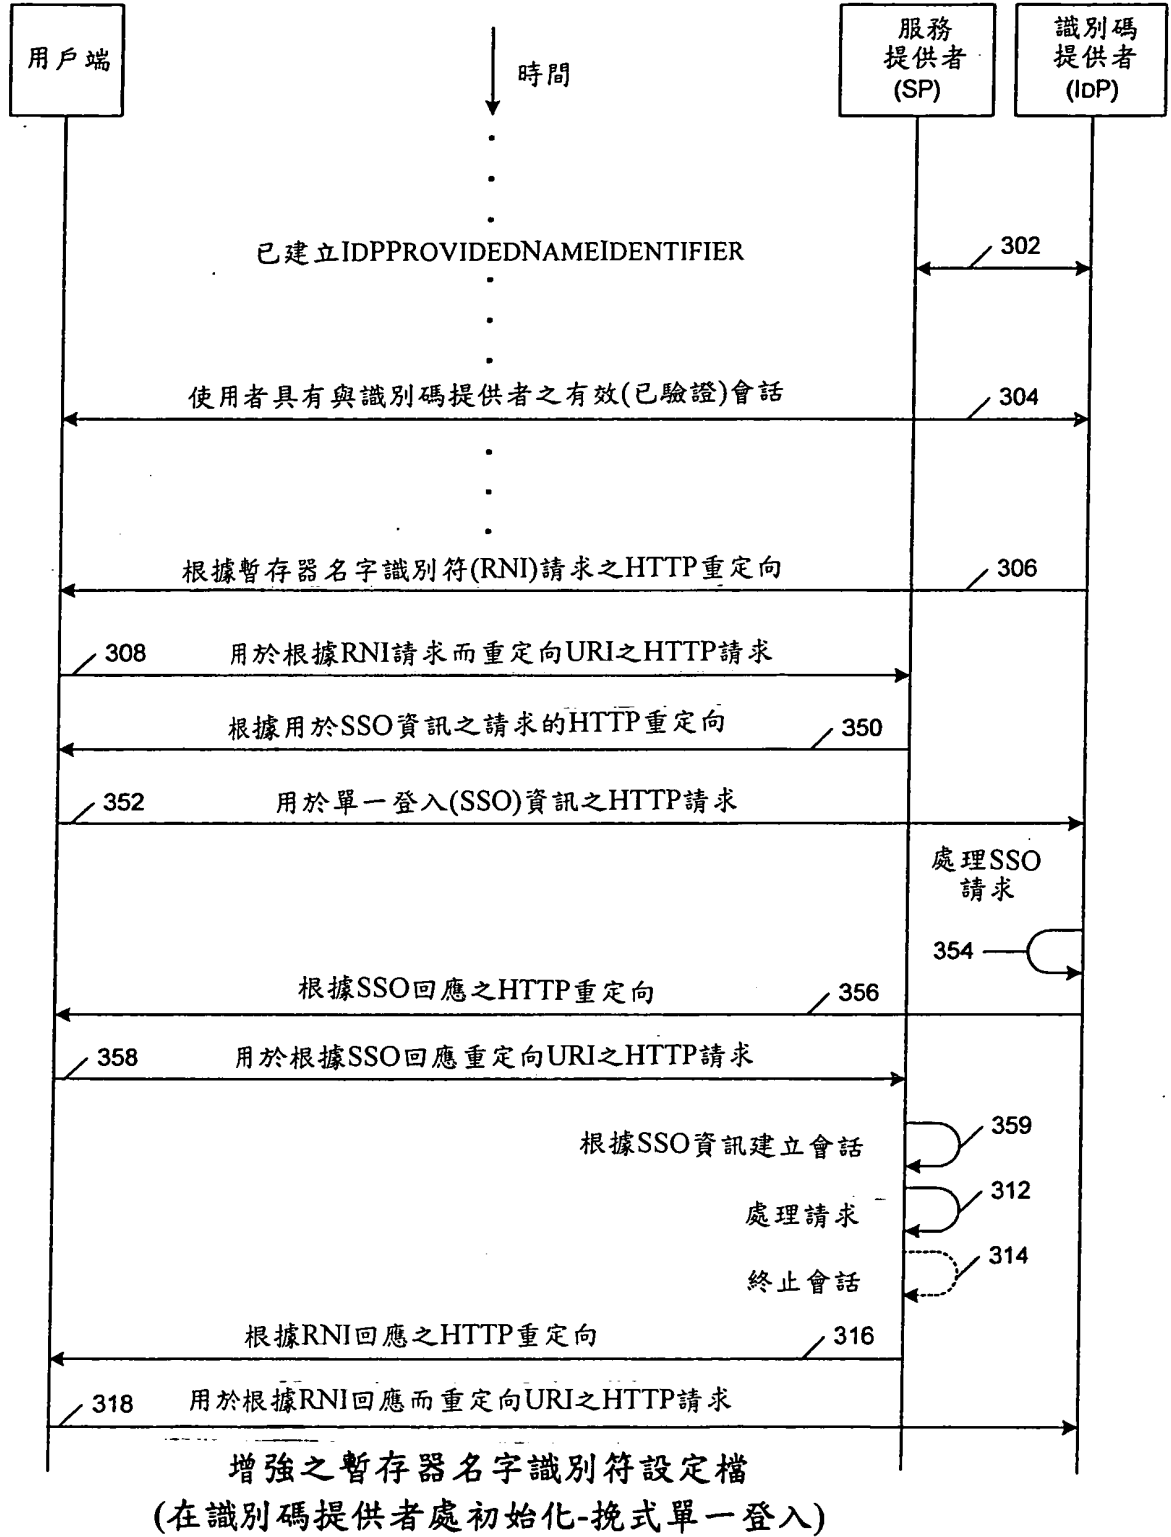 用戶端
時間
服務
提供者
(SP)
識別碼
提供者
(IDP)
已建立IDPPROVIDEDNAMEIDENTIFIER
302
使用者具有與識別碼提供者之有效(已驗證)會話
304
根據暫存器名字識別符(RNI)請求之HTTP重定向
306
308
用於根據RNI請求而重定向URI之HTTP請求
根據用於SSO資訊之請求的HTTP重定向
350
352
用於單一登入(SSO)資訊之HTTP請求
處理SSO
請求
354
根據SSO回應之HTTP重定向
356
358
用於根據SSO回應重定向URI之HTTP請求
根據SSO資訊建立會話
359
處理請求
312
終止會話
314
根據RNI回應之HTTP重定向
316
318
用於根據RNI回應而重定向URI之HTTP請求
增強之暫存器名字識別符設定檔
(在識別碼提供者處初始化-挽式單一登入)